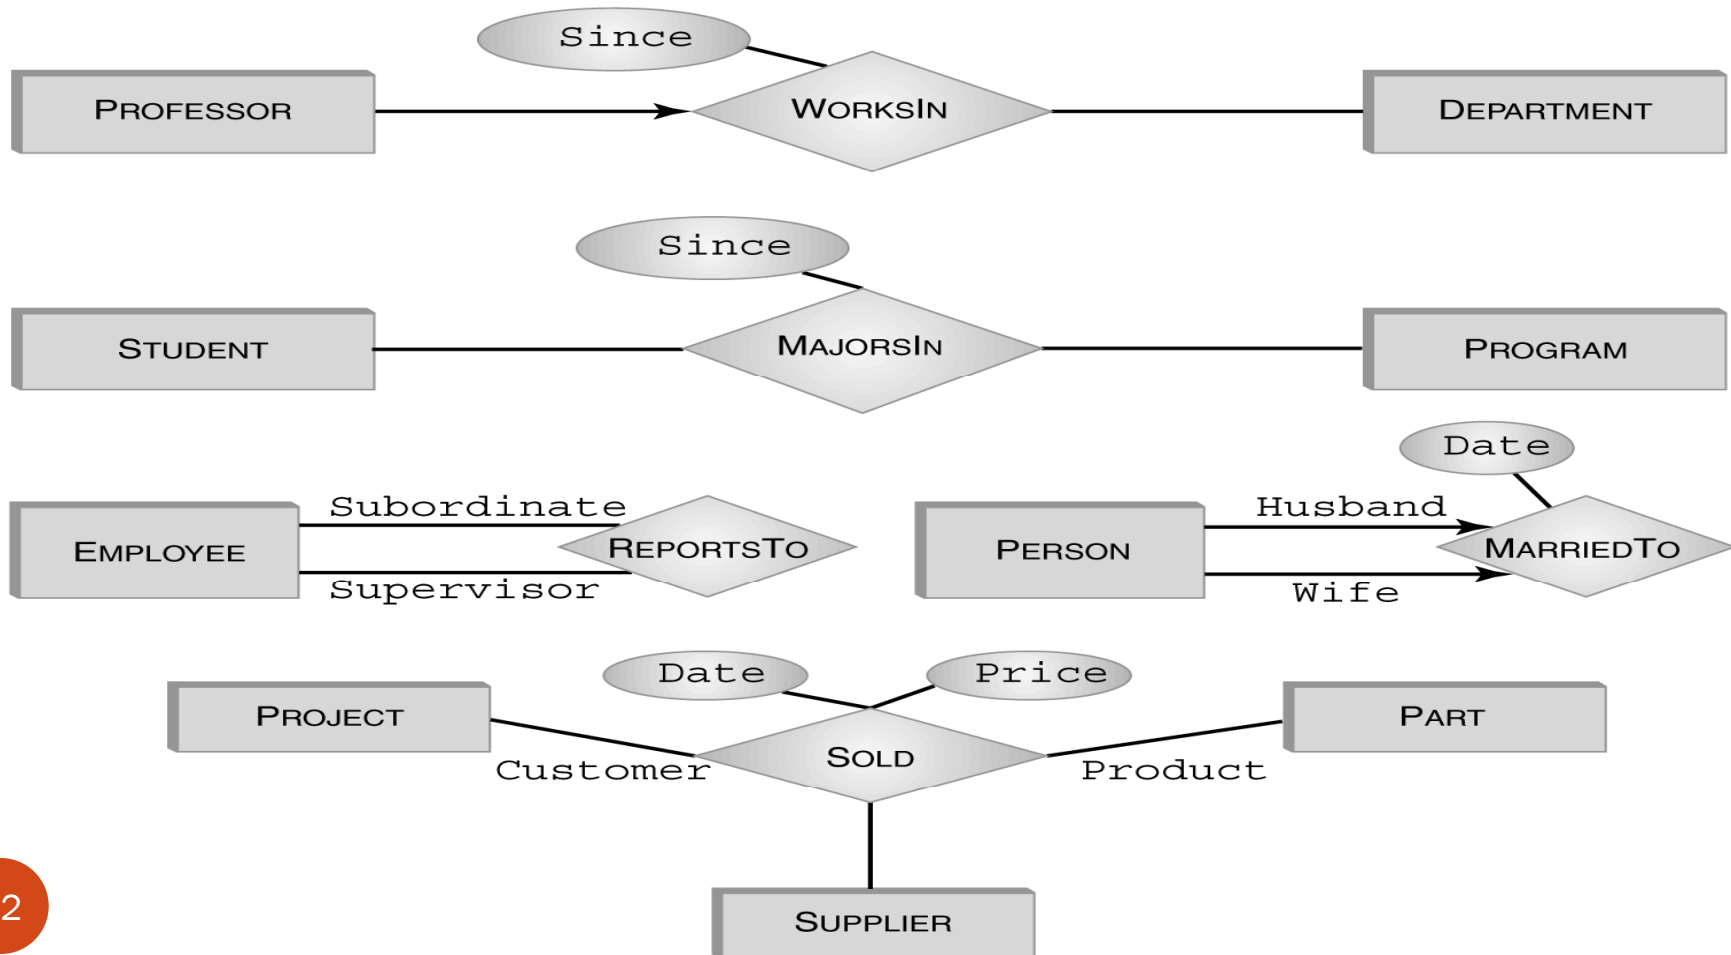 Since
PROFESSOR
WORKSIN
DEPARTMENT
Since
STUDENT
MAJORSIN
PROGRAM
Date
Subordinate
Husband
EMPLOYEE
REPORTSTO
PERSON
MARRIEDTO
Supervisor
Wife
Date
Price
PROJECT
PART
SOLD
Customer
Product
2
SUPPLIER